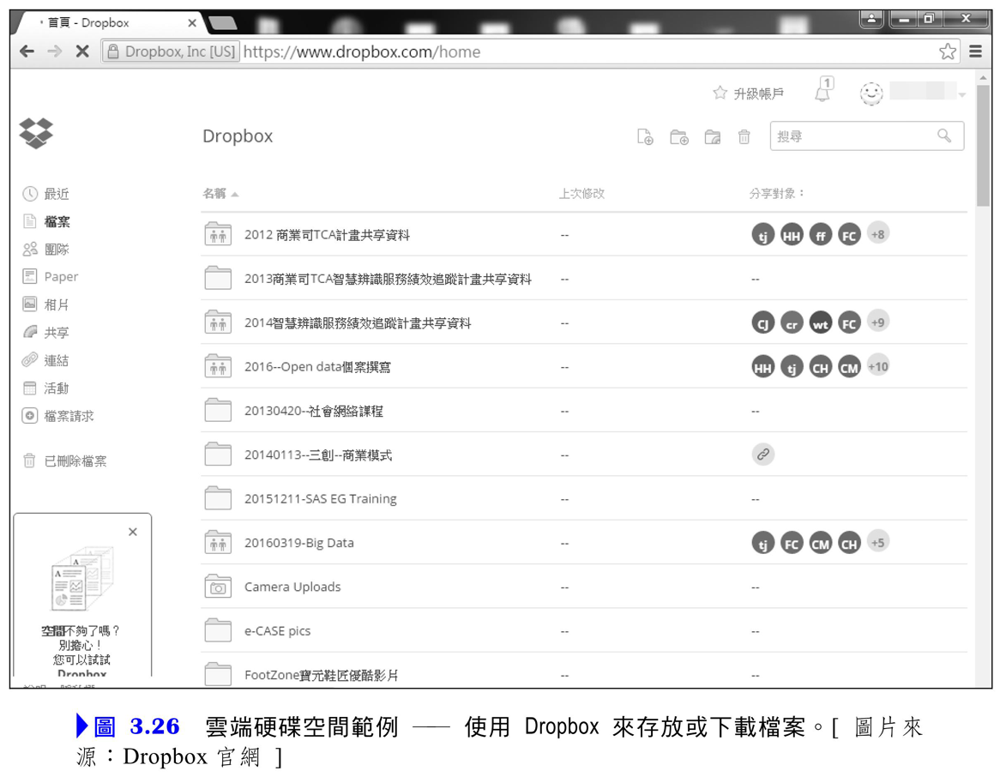 首頁 - Dropbox
Dropbox, Inc [US] https://www.dropbox.com/home
升級帳戶 1
Dropbox 搜尋
最近
檔案
團隊
Paper
相片
共享
連結
活動
檔案請求
已刪除檔案
空間不夠了嗎？
別擔心！
您可以試試
Dropbox
名稱 上次修改 分享對象：
2012 商業司TCA計畫共享資料 -- tj HH ff FC +8
2013商業司TCA智慧辨識服務績效追蹤計畫共享資料 -- --
2014智慧辨識服務績效追蹤計畫共享資料 -- CJ cr wt FC +9
2016--Open data個案撰寫 -- HH tj CH CM +10
20130420--社會網絡課程 -- --
20140113--三創--商業模式 --
20151211-SAS EG Training -- --
20160319-Big Data -- tj FC CM CH +5
Camera Uploads -- --
e-CASE pics -- --
FootZone寶元鞋匠優酷影片 -- --
圖 3.26 雲端硬碟空間範例 —— 使用 Dropbox 來存放或下載檔案。[ 圖片來
源：Dropbox 官網 ]